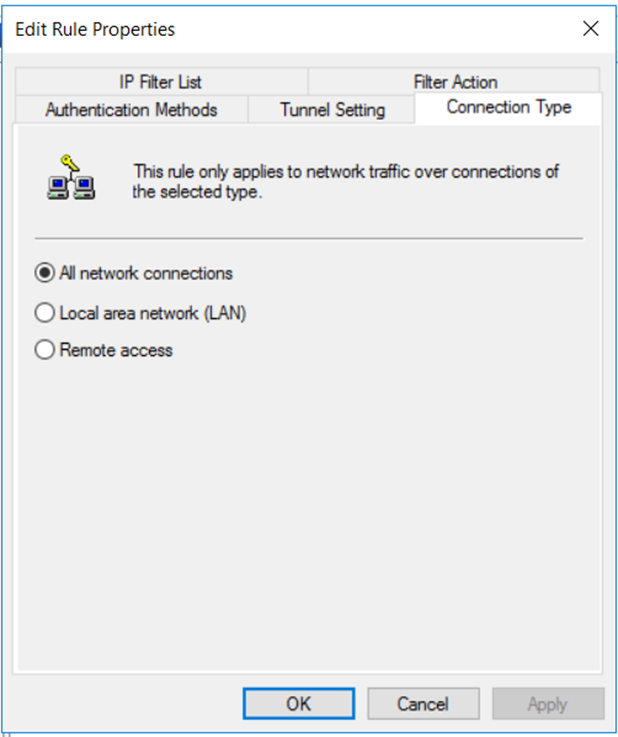 Edit Rule Properties
IP Filter List
Filter Action
Authentication Methods
Tunnel Setting
Connection Type
This rule only applies to network traffic over connections of
the selected type.
All network connections
Local area network (LAN)
Remote access
OK
Cancel
Apply